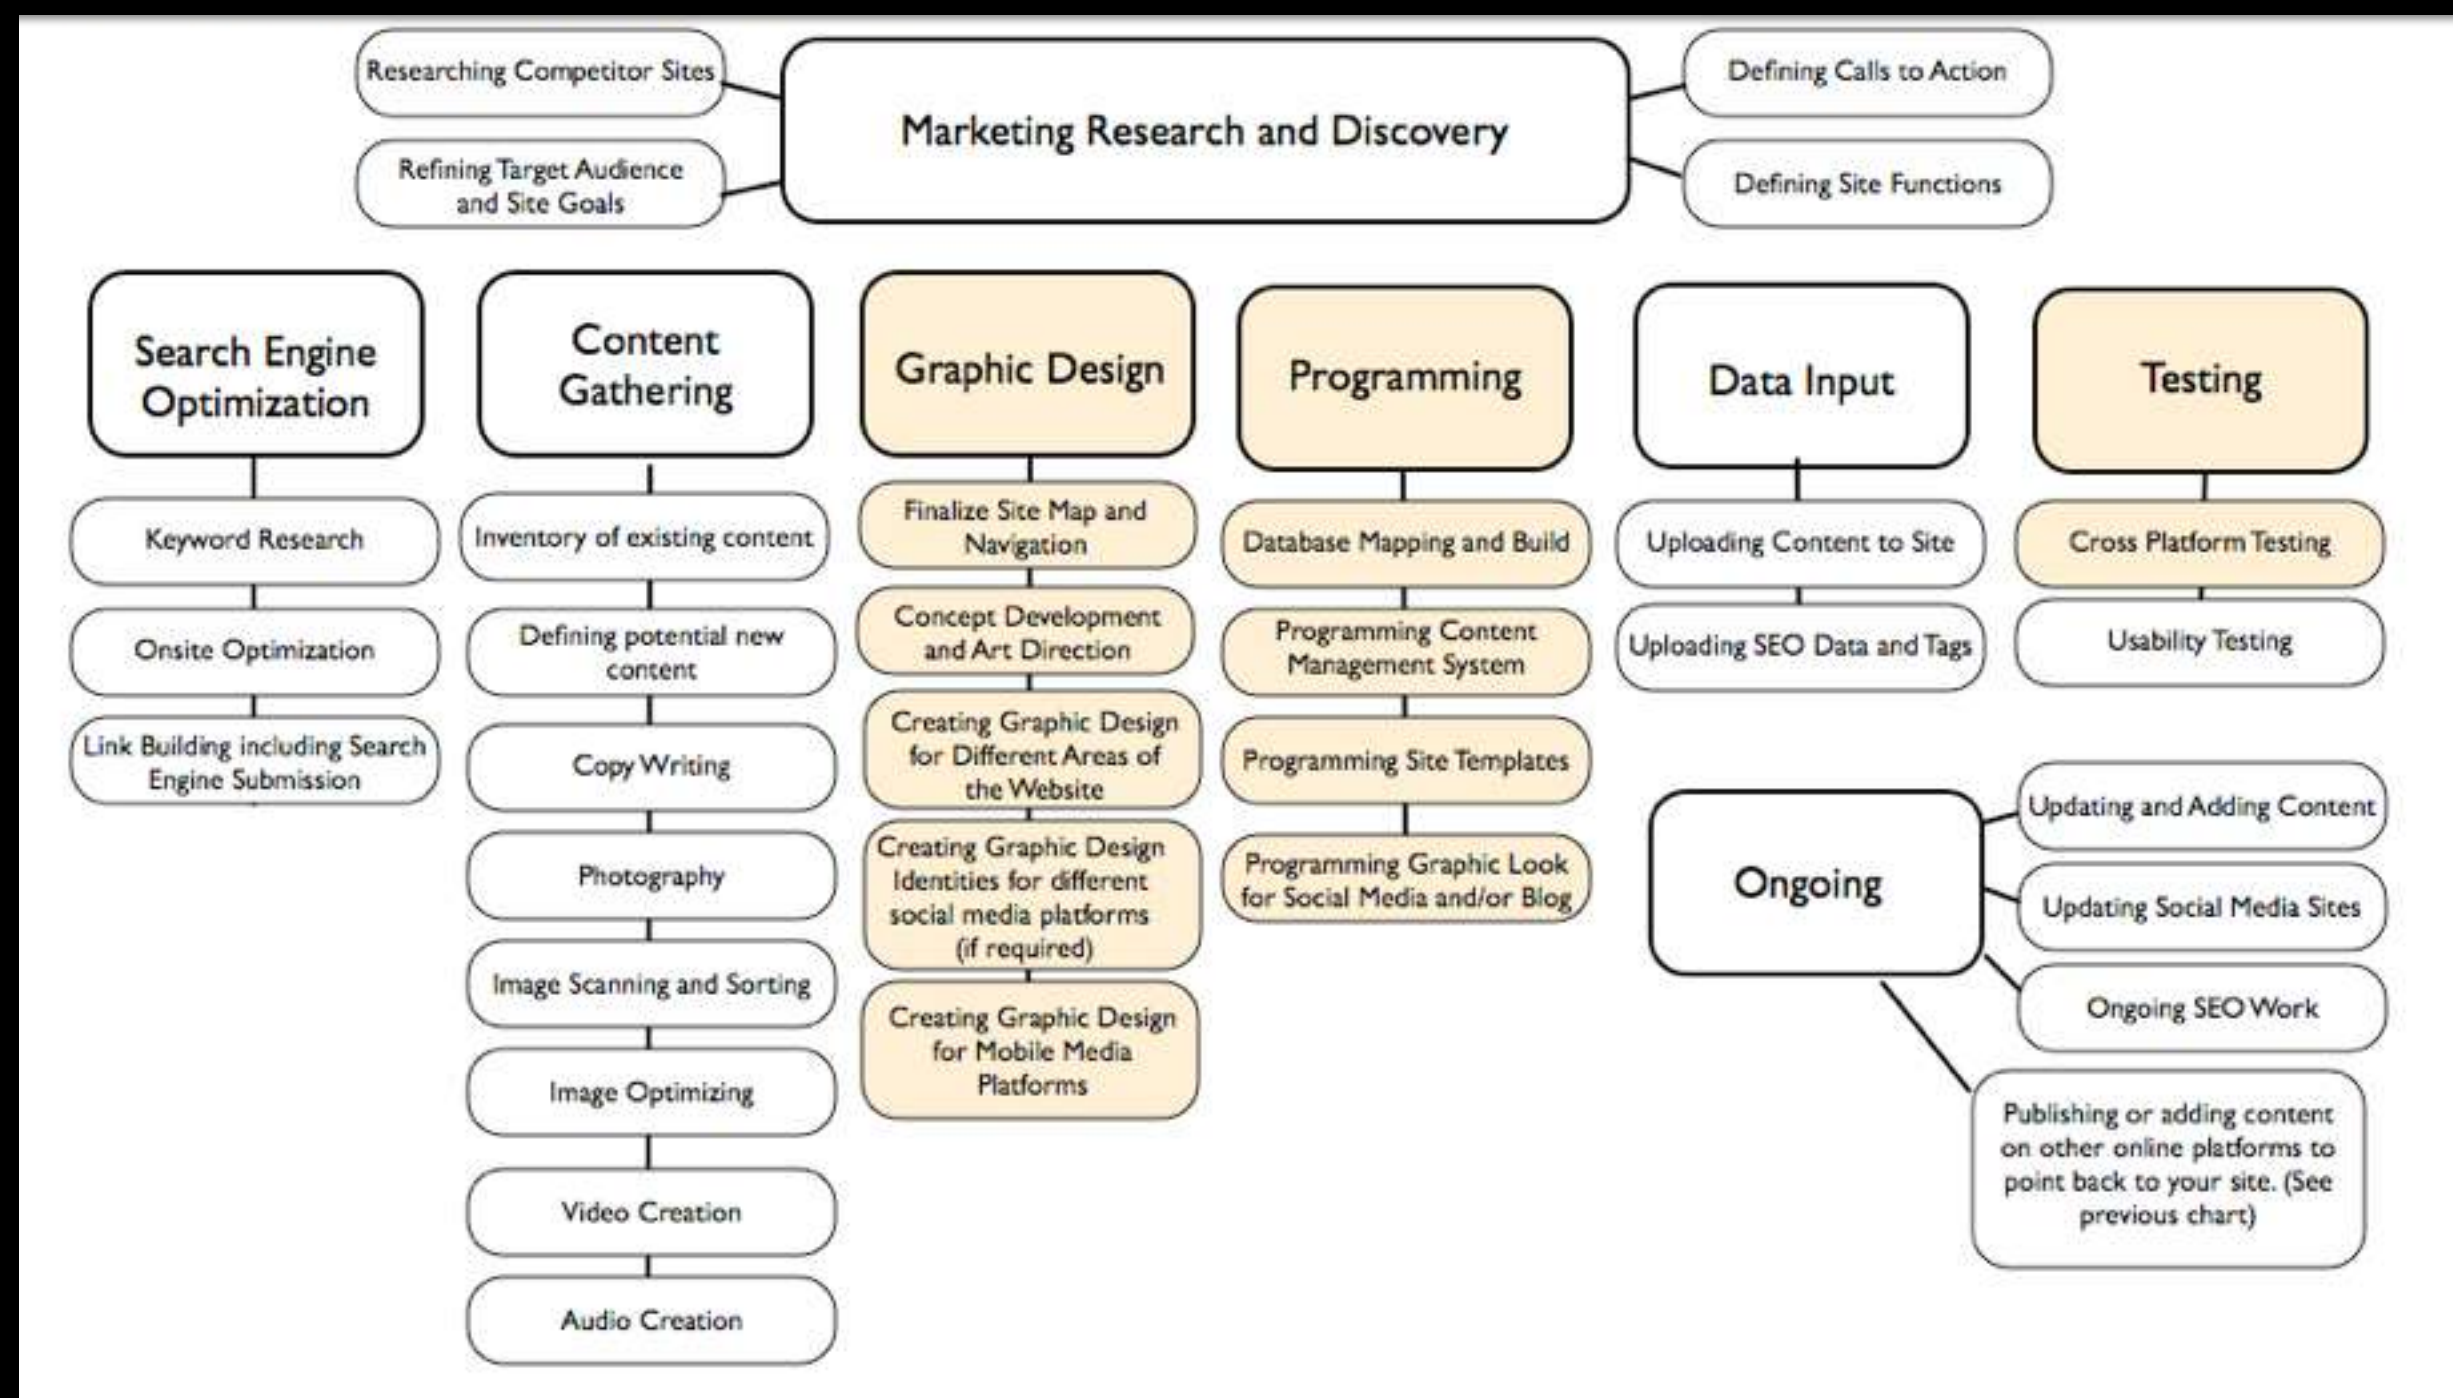 Researching Competitor Sites
Refining Target Audience
and Site Goals
Marketing Research and Discovery
Defining Calls to Action
Defining Site Functions
Search Engine
Optimization
Keyword Research
Onsite Optimization
Link Building including Search
Engine Submission
Content
Gathering
Inventory of existing content
Defining potential new
content
Copy Writing
Photography
Image Scanning and Sorting
Image Optimizing
Video Creation
Audio Creation
Graphic Design
Finalize Site Map and
Navigation
Concept Development
and Art Direction
Creating Graphic Design
for Different Areas of
the Website
Creating Graphic Design
Identities for different
social media platforms
(if required)
Creating Graphic Design
for Mobile Media
Platforms
Programming
Database Mapping and Build
Programming Content
Management System
Programming Site Templates
Programming Graphic Look
for Social Media and/or Blog
Data Input
Uploading Content to Site
Uploading SEO Data and Tags
Testing
Cross Platform Testing
Usability Testing
Ongoing
Updating and Adding Content
Updating Social Media Sites
Ongoing SEO Work
Publishing or adding content
on other online platforms to
point back to your site. (See
previous chart)